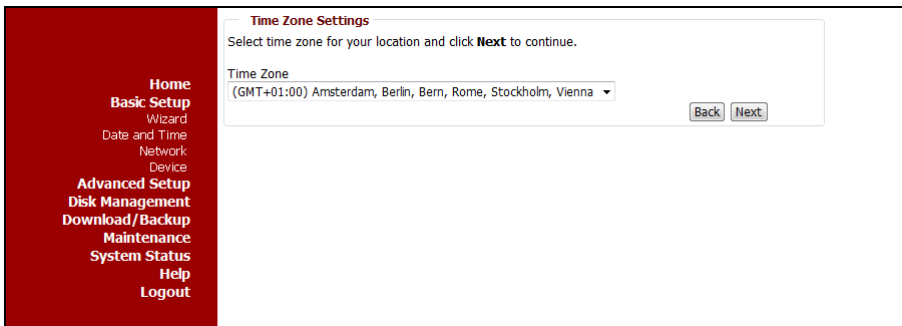 Home
Basic Setup
Wizard
Date and Time
Network
Device
Advanced Setup
Disk Management
Download/Backup
Maintenance
System Status
Help
Logout
Time Zone Settings
Select time zone for your location and click Next to continue.
Time Zone
(GMT+01:00) Amsterdam, Berlin, Bern, Rome, Stockholm, Vienna
Back Next